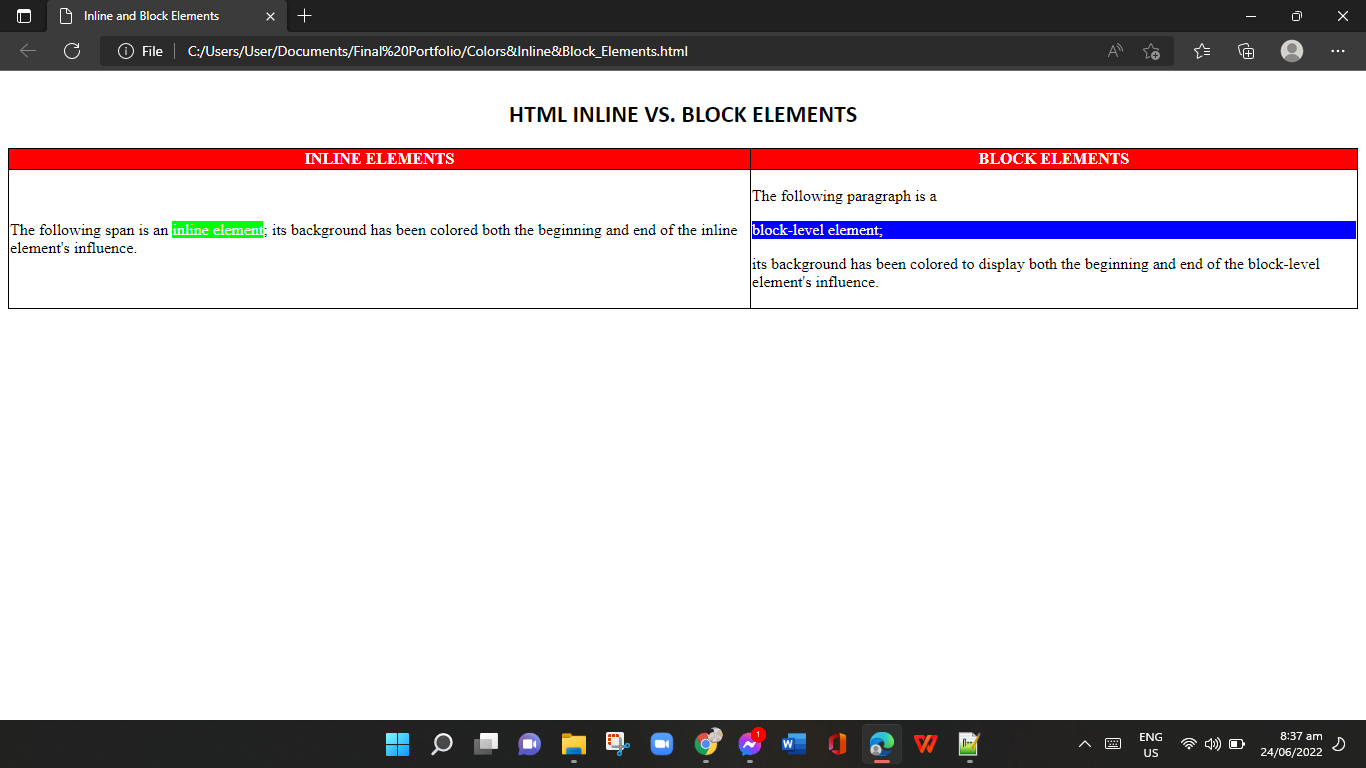 Inline and Block Elements
File
C:/Users/User/Documents/Final%20Portfolio/Colors&Inline&Block_Elements.html
HTML INLINE VS. BLOCK ELEMENTS
INLINE ELEMENTS
BLOCK ELEMENTS
The following span is an inline element; its background has been colored both the beginning and end of the inline
element's influence.
The following paragraph is a
block-level element;
its background has been colored to display both the beginning and end of the block-level
element's influence.
1
ENG
US
8:37 am
24/06/2022